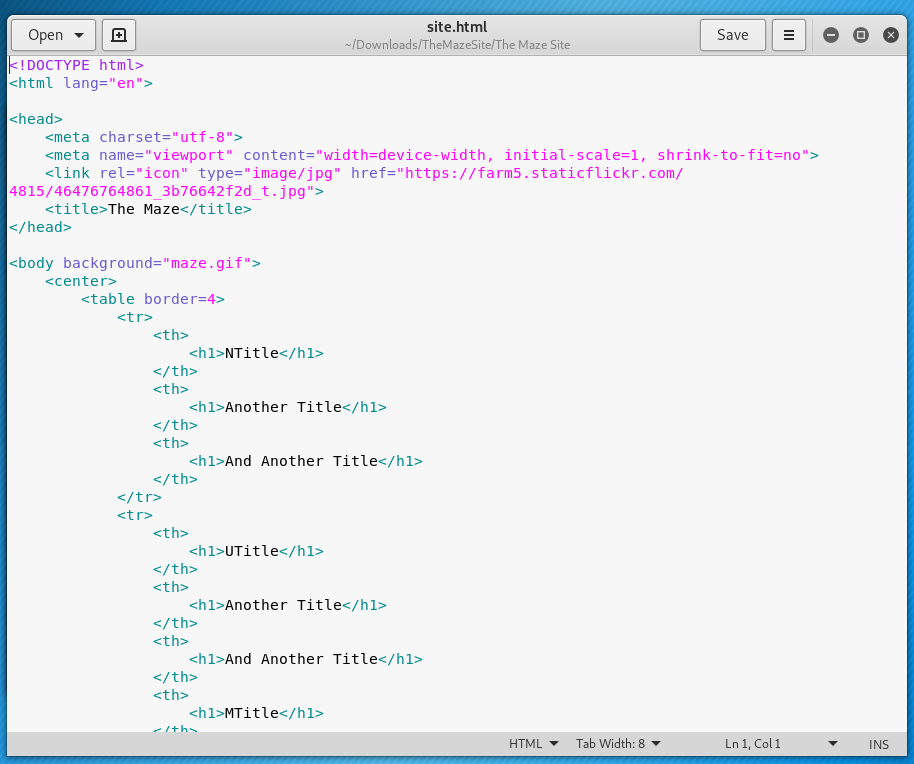 Open
site.html
~/Downloads/TheMazeSite/The Maze Site
Save
<!DOCTYPE html>
<html lang="en">
<head>
    <meta charset="utf-8">
    <meta name="viewport" content="width=device-width, initial-scale=1, shrink-to-fit=no">
    <link rel="icon" type="image/jpg" href="https://farm5.staticflickr.com/
4815/46476764861_3b76642f2d_t.jpg">
    <title>The Maze</title>
</head>
<body background="maze.gif">
    <center>
        <table border=4>
            <tr>
                <th>
                    <h1>NTitle</h1>
                </th>
                <th>
                    <h1>Another Title</h1>
                </th>
                <th>
                    <h1>And Another Title</h1>
                </th>
            </tr>
            <tr>
                <th>
                    <h1>UTitle</h1>
                </th>
                <th>
                    <h1>Another Title</h1>
                </th>
                <th>
                    <h1>And Another Title</h1>
                </th>
                <th>
                    <h1>MTitle</h1>
                </th>
HTML Tab Width: 8 Ln 1, Col 1 INS